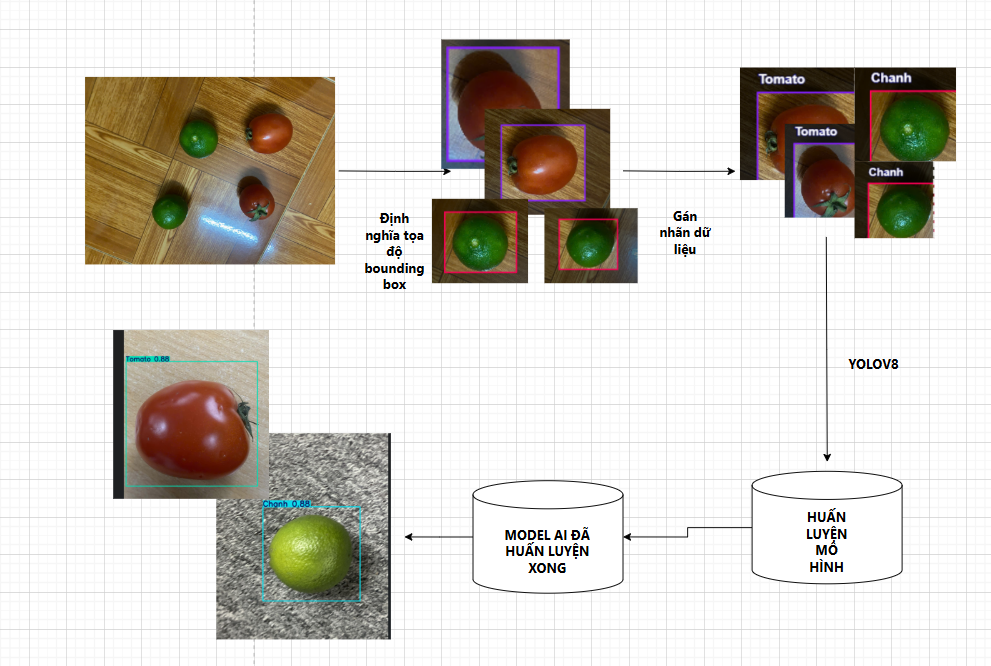 Tomato
Chanh
Tomato
Chanh
Định
nghĩa tọa
độ
bounding
box
Gán
nhãn dữ
liệu
YOLOV8
Tomato 0.88
Chanh 0.88
MODEL AI ĐÃ
HUẤN LUYỆN
XONG
HUẤN
LUYỆN
MÔ
HÌNH